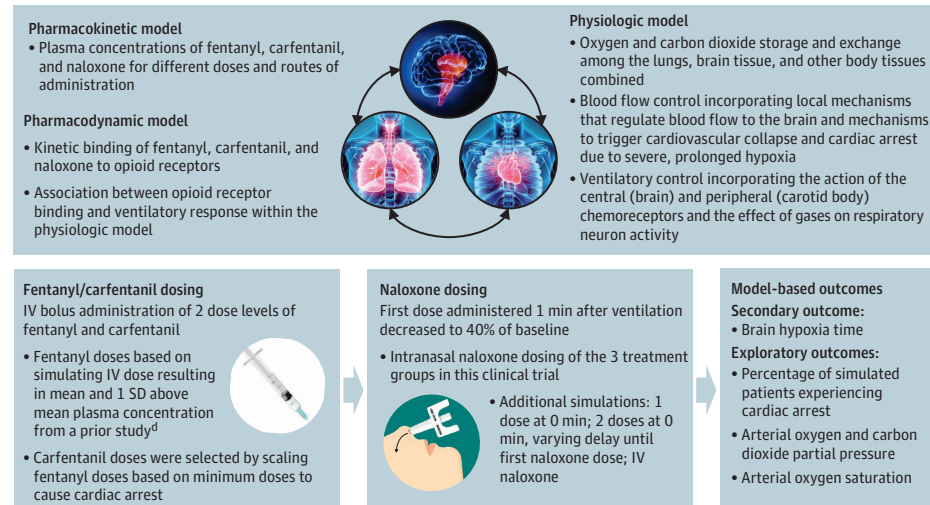 Pharmacokinetic model
• Plasma concentrations of fentanyl, carfentanil,
and naloxone for different doses and routes of
administration
Pharmacodynamic model
• Kinetic binding of fentanyl, carfentanil, and
naloxone to opioid receptors
• Association between opioid receptor
binding and ventilatory response within the
physiologic model
Physiologic model
• Oxygen and carbon dioxide storage and exchange
among the lungs, brain tissue, and other body tissues
combined
• Blood flow control incorporating local mechanisms
that regulate blood flow to the brain and mechanisms
to trigger cardiovascular collapse and cardiac arrest
due to severe, prolonged hypoxia
• Ventilatory control incorporating the action of the
central (brain) and peripheral (carotid body)
chemoreceptors and the effect of gases on respiratory
neuron activity
Fentanyl/carfentanil dosing
IV bolus administration of 2 dose levels of
fentanyl and carfentanil
• Fentanyl doses based on
simulating IV dose resulting
in mean and 1 SD above
mean plasma concentration
from a prior studyd
• Carfentanil doses were selected by scaling
fentanyl doses based on minimum doses to
cause cardiac arrest
Naloxone dosing
First dose administered 1 min after ventilation
decreased to 40% of baseline
• Intranasal naloxone dosing of the 3 treatment
groups in this clinical trial
• Additional simulations: 1
dose at 0 min; 2 doses at 0
min, varying delay until
first naloxone dose; IV
naloxone
Model-based outcomes
Secondary outcome:
• Brain hypoxia time
Exploratory outcomes:
• Percentage of simulated
patients experiencing
cardiac arrest
• Arterial oxygen and carbon
dioxide partial pressure
• Arterial oxygen saturation